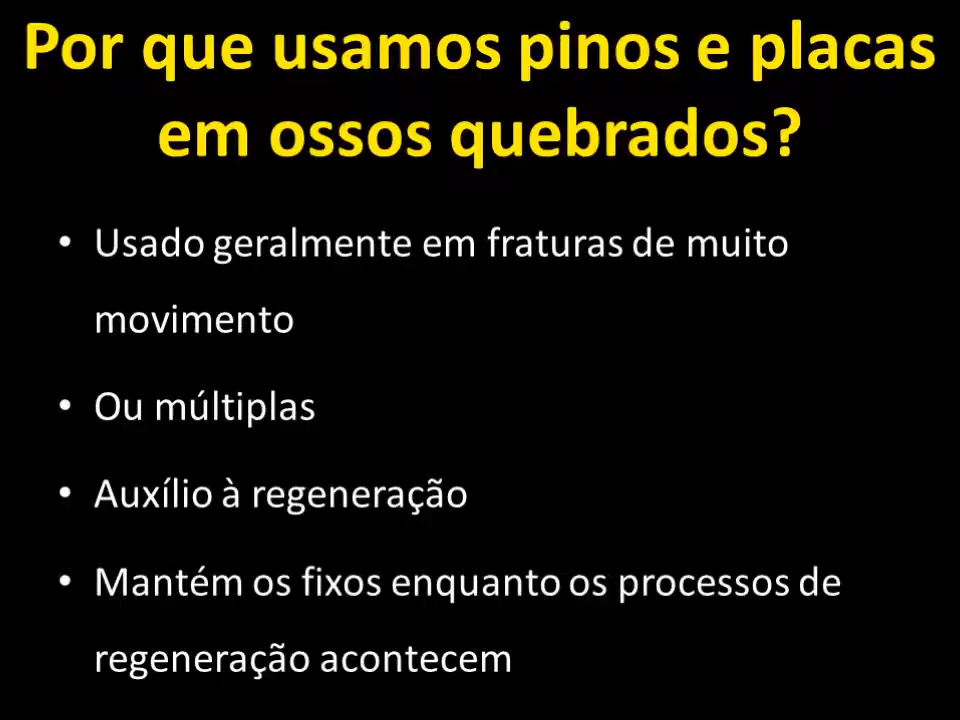 Por que usamos pinos e placas
em ossos quebrados?
• Usado geralmente em fraturas de muito
movimento
• Ou múltiplas
• Auxílio à regeneração
• Mantém os fixos enquanto os processos de
regeneração acontecem